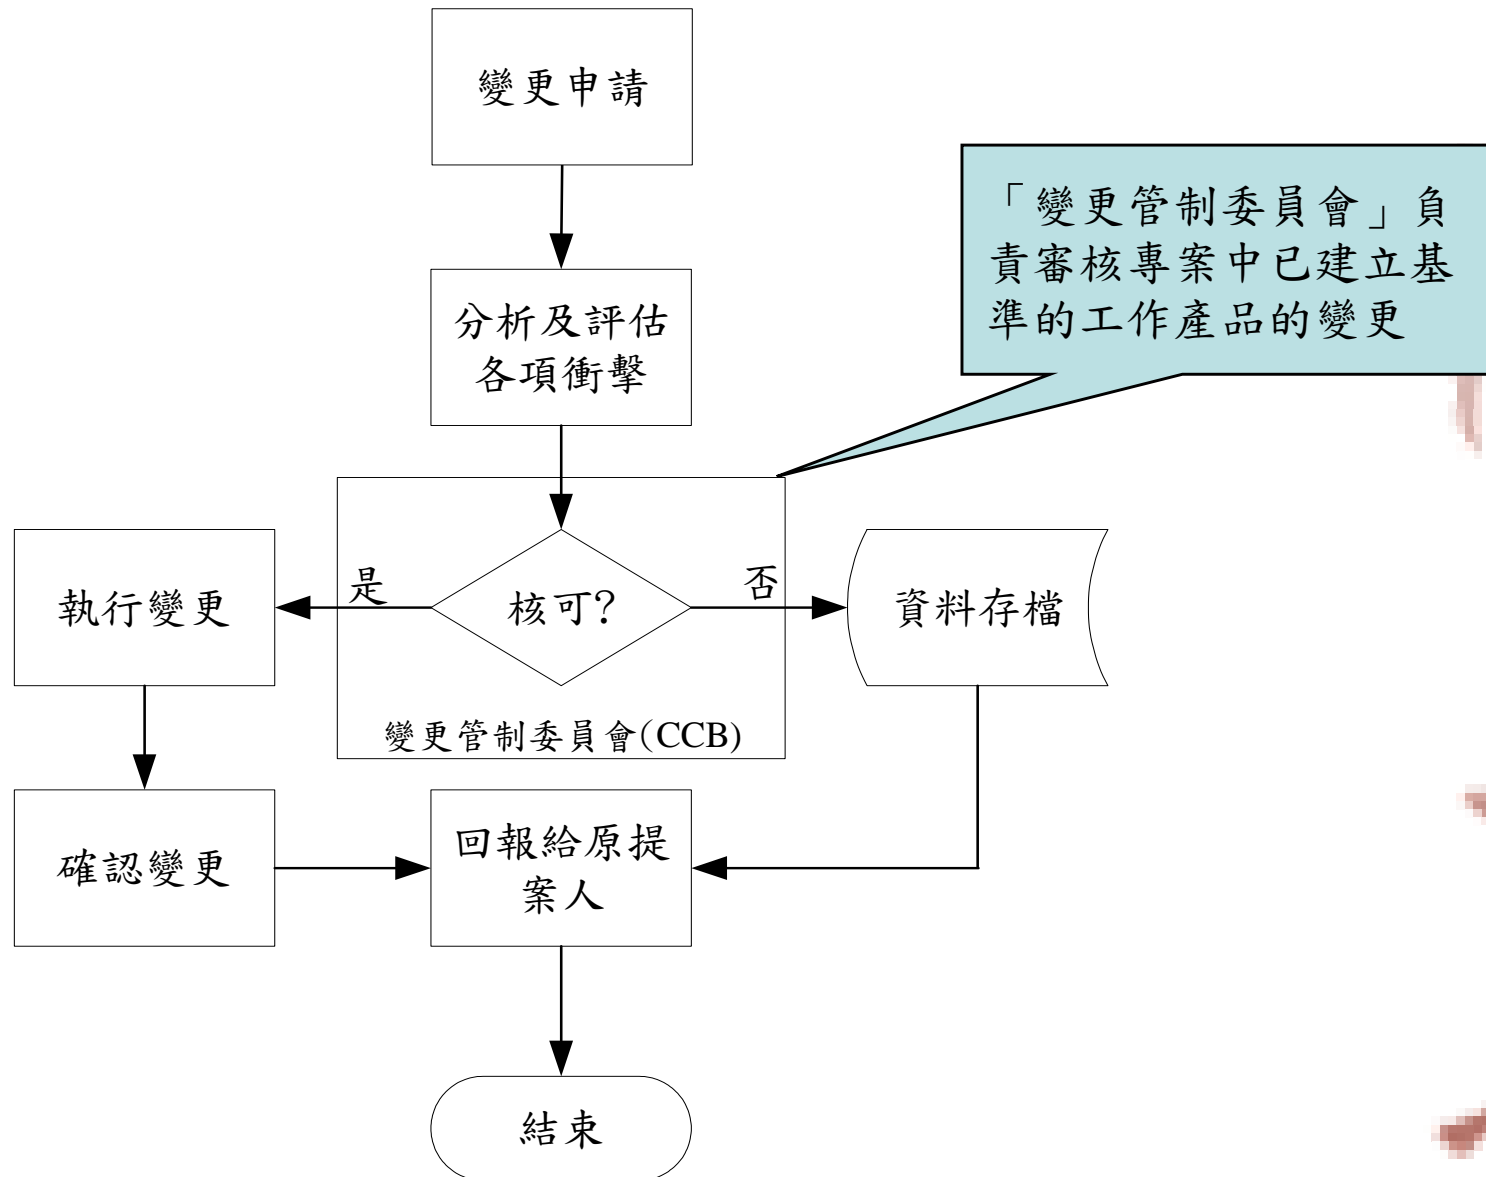 變更申請
「變更管制委員會」負
責審核專案中已建立基
準的工作產品的變更
分析及評估
各項衝擊
執行變更
是
核可?
否
資料存檔
變更管制委員會(CCB)
確認變更
回報給原提
案人
結束